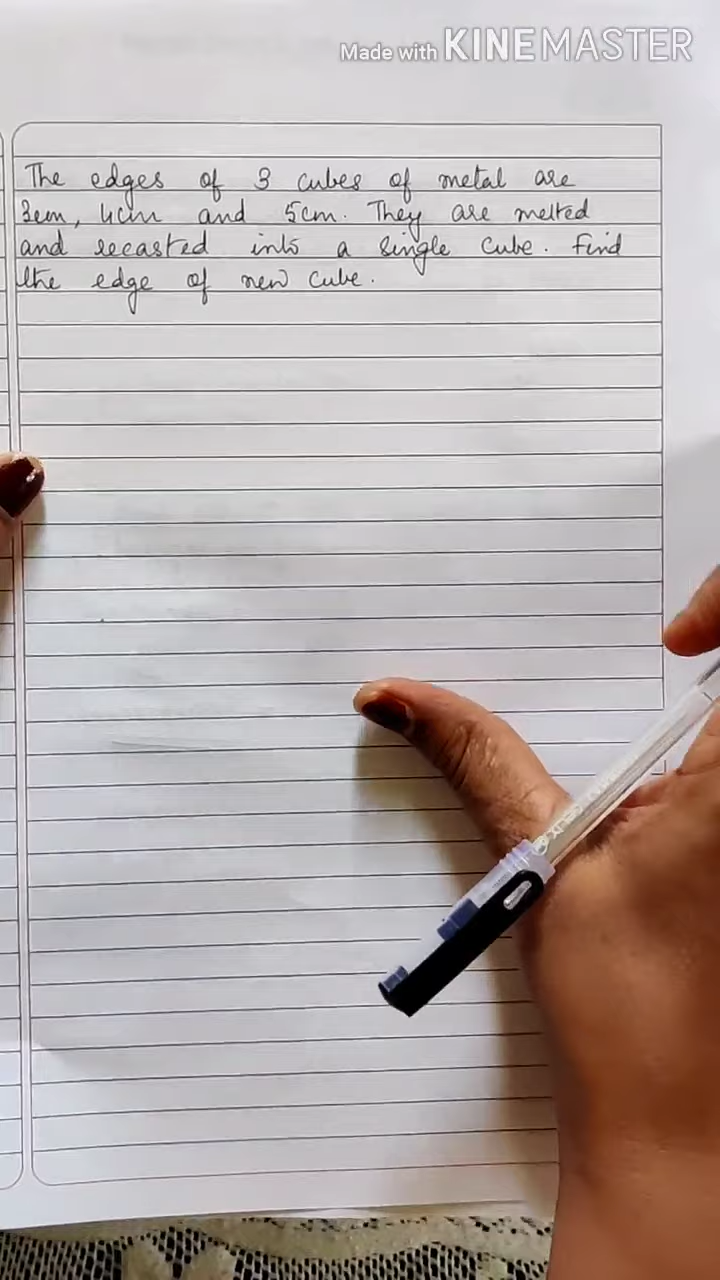 Made with KINEMASTER
The edges of 3 cubes of metal are
3cm, 4cm and 5cm. They are melted
and recasted into a single cube. Find
the edge of new cube.